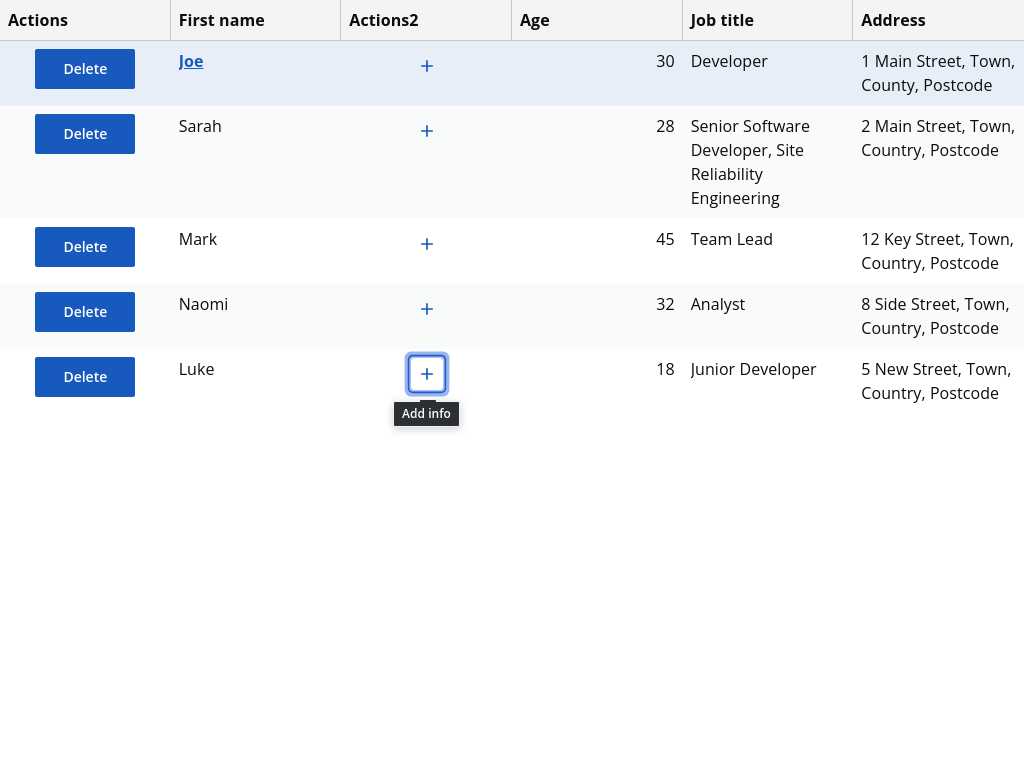 Actions First name Actions2 Age Job title Address
Delete Joe + 30 Developer 1 Main Street, Town,
County, Postcode
Delete Sarah + 28 Senior Software 2 Main Street, Town,
Developer, Site Country, Postcode
Reliability
Engineering
Delete Mark + 45 Team Lead 12 Key Street, Town,
Country, Postcode
Delete Naomi + 32 Analyst 8 Side Street, Town,
Country, Postcode
Delete Luke + 18 Junior Developer 5 New Street, Town,
Country, Postcode
Add info